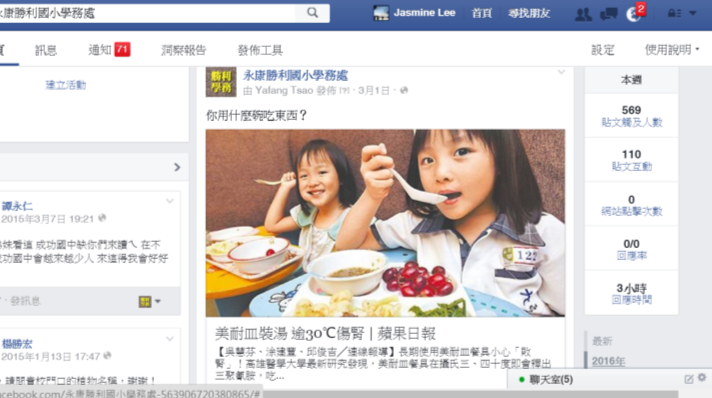 永康勝利國小學務處
Jasmine Lee 首頁 尋找朋友 2
頁 訊息 通知 71 洞察報告 發佈工具 設定 使用說明
建立活動
勝利
學務
永康勝利國小學務處
由 Yafang Tsao 發佈 [?] · 3月1日 ·
你用什麼碗吃東西？
美耐皿裝湯 逾30℃傷腎 | 蘋果日報
【吳慧芬、涂建豐、邱俊吉／連線報導】長期使用美耐皿餐具小心「敗
腎」！高雄醫學大學最新研究發現，美耐皿餐具在攝氏三、四十度即會釋出
三聚氰胺，吃...
譚永仁
2015年3月7日 19:21
妹看這 成功國中缺你們來讀ㄟ 在不
成功國中會越來越少人 來這得我會好好
· 發訊息
楊勝宏
2015年1月13日 17:47
請問貴校門口的植物名稱，謝謝！
本週
569
貼文觸及人數
110
貼文互動
0
網站點擊次數
0/0
回應率
3小時
回應時間
最新
2016年
聊天室(5)
acebook.com/永康勝利國小學務處-563906720380865/#